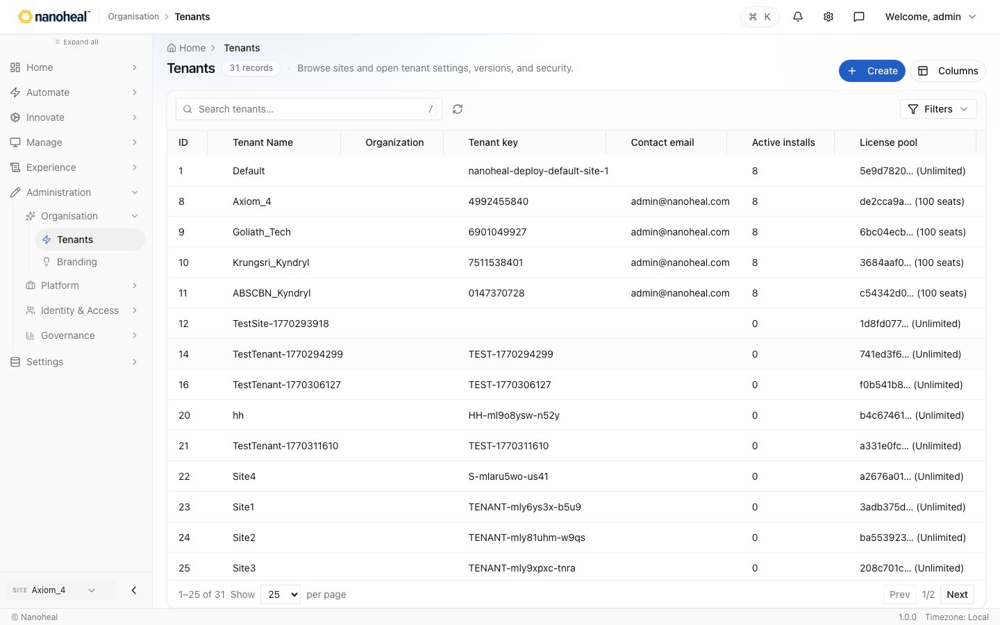 nanoheal™ Organisation > Tenants ⌘ K Welcome, admin
Expand all
Home
Automate
Innovate
Manage
Experience
Administration
Organisation
Tenants
Branding
Platform
Identity & Access
Governance
Settings
SITE Axiom_4
Home > Tenants
Tenants 31 records · Browse sites and open tenant settings, versions, and security.
+ Create Columns
Search tenants... / Filters
ID Tenant Name Organization Tenant key Contact email Active installs License pool
1 Default nanoheal-deploy-default-site-1 8 5e9d7820... (Unlimited)
8 Axiom_4 4992455840 admin@nanoheal.com 8 de2cca9a... (100 seats)
9 Goliath_Tech 6901049927 admin@nanoheal.com 8 6bc04ecb... (100 seats)
10 Krungsri_Kyndryl 7511538401 admin@nanoheal.com 8 3684aaf0... (100 seats)
11 ABSCBN_Kyndryl 0147370728 admin@nanoheal.com 8 c54342d0... (100 seats)
12 TestSite-1770293918 0 1d8fd077... (Unlimited)
14 TestTenant-1770294299 TEST-1770294299 0 741ed3f6... (Unlimited)
16 TestTenant-1770306127 TEST-1770306127 0 f0b541b8... (Unlimited)
20 hh HH-ml9o8ysw-n52y 0 b4c67461... (Unlimited)
21 TestTenant-1770311610 TEST-1770311610 0 a331e0fc... (Unlimited)
22 Site4 S-mlaru5wo-us41 0 a2676a01... (Unlimited)
23 Site1 TENANT-mly6ys3x-b5u9 0 3adb375d... (Unlimited)
24 Site2 TENANT-mly81uhm-w9qs 0 ba553923... (Unlimited)
25 Site3 TENANT-mly9xpxc-tnra 0 208c701c... (Unlimited)
1–25 of 31 Show 25 per page Prev 1/2 Next
© Nanoheal 1.0.0 Timezone: Local